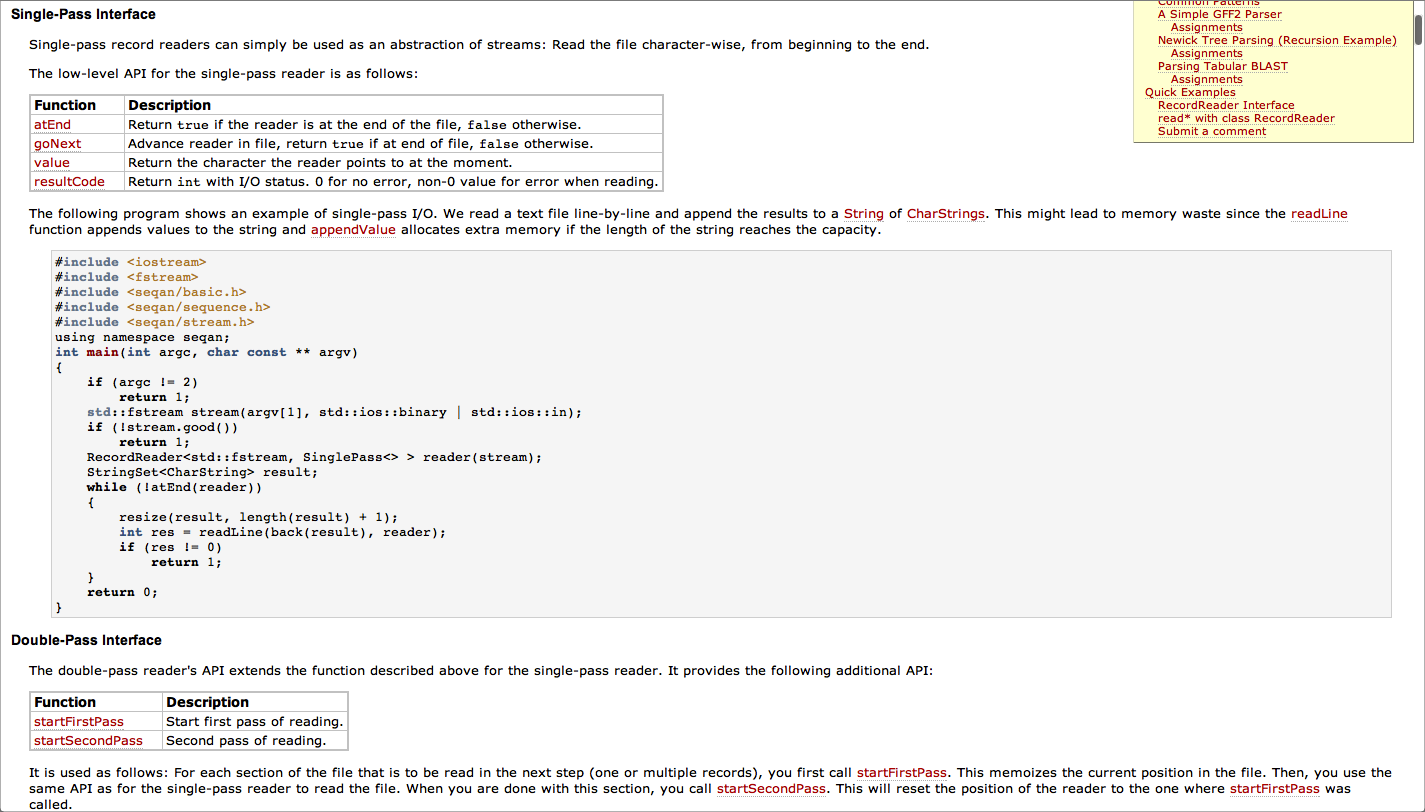 Single-Pass Interface
Single-pass record readers can simply be used as an abstraction of streams: Read the file character-wise, from beginning to the end.
The low-level API for the single-pass reader is as follows:
Function Description
atEnd Return true if the reader is at the end of the file, false otherwise.
goNext Advance reader in file, return true if at end of file, false otherwise.
value Return the character the reader points to at the moment.
resultCode Return int with I/O status. 0 for no error, non-0 value for error when reading.
The following program shows an example of single-pass I/O. We read a text file line-by-line and append the results to a String of CharStrings. This might lead to memory waste since the readLine
function appends values to the string and appendValue allocates extra memory if the length of the string reaches the capacity.
#include <iostream>
#include <fstream>
#include <seqan/basic.h>
#include <seqan/sequence.h>
#include <seqan/stream.h>
using namespace seqan;
int main(int argc, char const ** argv)
{
    if (argc != 2)
        return 1;
    std::fstream stream(argv[1], std::ios::binary | std::ios::in);
    if (!stream.good())
        return 1;
    RecordReader<std::fstream, SinglePass<> > reader(stream);
    StringSet<CharString> result;
    while (!atEnd(reader))
    {
        resize(result, length(result) + 1);
        int res = readLine(back(result), reader);
        if (res != 0)
            return 1;
    }
    return 0;
}
Double-Pass Interface
The double-pass reader's API extends the function described above for the single-pass reader. It provides the following additional API:
Function Description
startFirstPass Start first pass of reading.
startSecondPass Second pass of reading.
It is used as follows: For each section of the file that is to be read in the next step (one or multiple records), you first call startFirstPass. This memoizes the current position in the file. Then, you use the
same API as for the single-pass reader to read the file. When you are done with this section, you call startSecondPass. This will reset the position of the reader to the one where startFirstPass was
called.
Common Patterns
A Simple GFF2 Parser
Assignments
Newick Tree Parsing (Recursion Example)
Assignments
Parsing Tabular BLAST
Assignments
Quick Examples
RecordReader Interface
read* with class RecordReader
Submit a comment